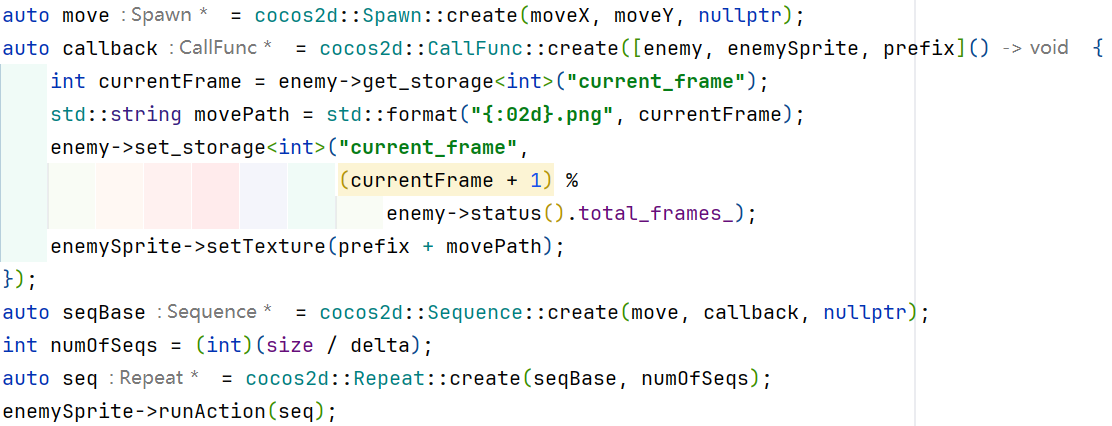 auto move : Spawn * = cocos2d::Spawn::create(moveX, moveY, nullptr);
auto callback : CallFunc * = cocos2d::CallFunc::create([enemy, enemySprite, prefix]() -> void {
int currentFrame = enemy->get_storage<int>("current_frame");
std::string movePath = std::format("{:02d}.png", currentFrame);
enemy->set_storage<int>("current_frame",
(currentFrame + 1) %
enemy->status().total_frames_);
enemySprite->setTexture(prefix + movePath);
});
auto seqBase : Sequence * = cocos2d::Sequence::create(move, callback, nullptr);
int numOfSeqs = (int)(size / delta);
auto seq : Repeat * = cocos2d::Repeat::create(seqBase, numOfSeqs);
enemySprite->runAction(seq);